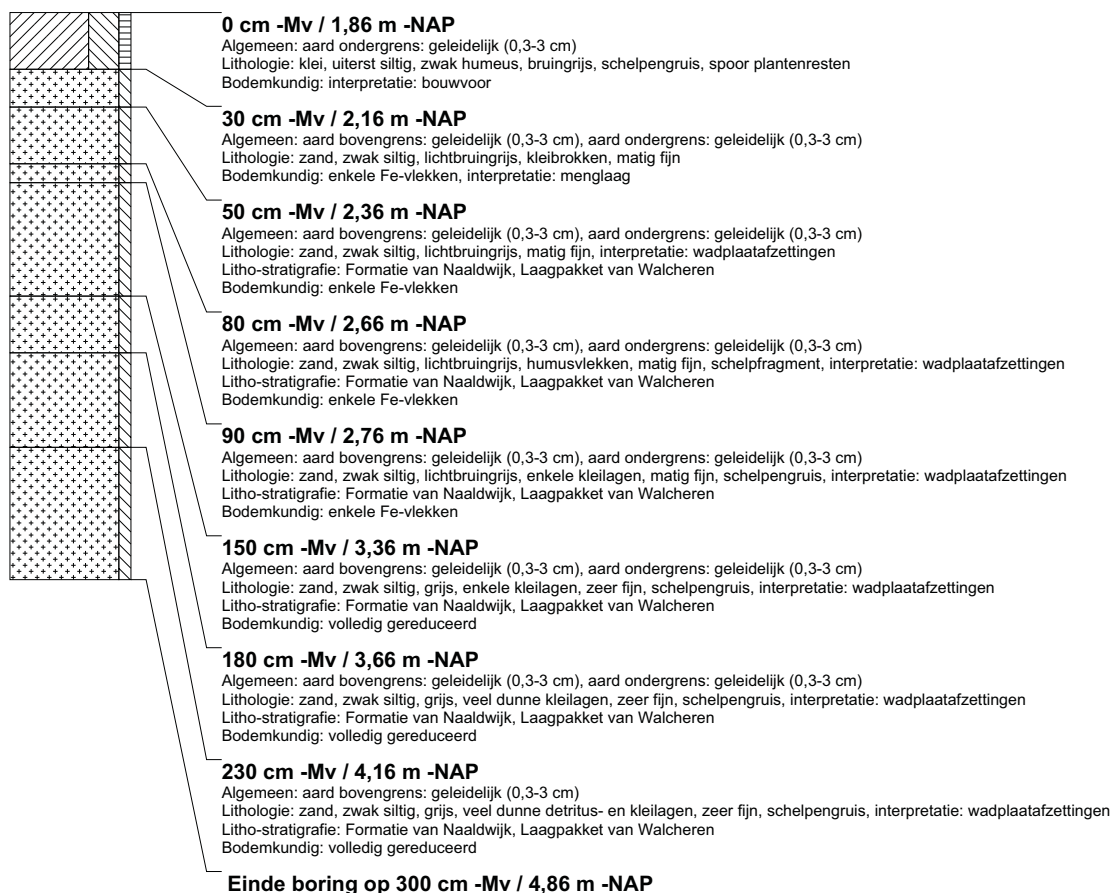 0 cm -Mv / 1,86 m -NAP
Algemeen: aard ondergrens: geleidelijk (0,3-3 cm)
Lithologie: klei, uiterst siltig, zwak humeus, bruingrijs, schelpengruis, spoor plantenresten
Bodemkundig: interpretatie: bouwvoor
30 cm -Mv / 2,16 m -NAP
Algemeen: aard bovengrens: geleidelijk (0,3-3 cm), aard ondergrens: geleidelijk (0,3-3 cm)
Lithologie: zand, zwak siltig, lichtbruingrijs, kleibrokken, matig fijn
Bodemkundig: enkele Fe-vlekken, interpretatie: menglaag
50 cm -Mv / 2,36 m -NAP
Algemeen: aard bovengrens: geleidelijk (0,3-3 cm), aard ondergrens: geleidelijk (0,3-3 cm)
Lithologie: zand, zwak siltig, lichtbruingrijs, matig fijn, interpretatie: wadplaatafzettingen
Litho-stratigrafie: Formatie van Naaldwijk, Laagpakket van Walcheren
Bodemkundig: enkele Fe-vlekken
80 cm -Mv / 2,66 m -NAP
Algemeen: aard bovengrens: geleidelijk (0,3-3 cm), aard ondergrens: geleidelijk (0,3-3 cm)
Lithologie: zand, zwak siltig, lichtbruingrijs, humusvlekken, matig fijn, schelpfragment, interpretatie: wadplaatafzettingen
Litho-stratigrafie: Formatie van Naaldwijk, Laagpakket van Walcheren
Bodemkundig: enkele Fe-vlekken
90 cm -Mv / 2,76 m -NAP
Algemeen: aard bovengrens: geleidelijk (0,3-3 cm), aard ondergrens: geleidelijk (0,3-3 cm)
Lithologie: zand, zwak siltig, lichtbruingrijs, enkele kleilagen, matig fijn, schelpengruis, interpretatie: wadplaatafzettingen
Litho-stratigrafie: Formatie van Naaldwijk, Laagpakket van Walcheren
Bodemkundig: enkele Fe-vlekken
150 cm -Mv / 3,36 m -NAP
Algemeen: aard bovengrens: geleidelijk (0,3-3 cm), aard ondergrens: geleidelijk (0,3-3 cm)
Lithologie: zand, zwak siltig, grijs, enkele kleilagen, zeer fijn, schelpengruis, interpretatie: wadplaatafzettingen
Litho-stratigrafie: Formatie van Naaldwijk, Laagpakket van Walcheren
Bodemkundig: volledig gereduceerd
180 cm -Mv / 3,66 m -NAP
Algemeen: aard bovengrens: geleidelijk (0,3-3 cm), aard ondergrens: geleidelijk (0,3-3 cm)
Lithologie: zand, zwak siltig, grijs, veel dunne kleilagen, zeer fijn, schelpengruis, interpretatie: wadplaatafzettingen
Litho-stratigrafie: Formatie van Naaldwijk, Laagpakket van Walcheren
Bodemkundig: volledig gereduceerd
230 cm -Mv / 4,16 m -NAP
Algemeen: aard bovengrens: geleidelijk (0,3-3 cm)
Lithologie: zand, zwak siltig, grijs, veel dunne detritus- en kleilagen, zeer fijn, schelpengruis, interpretatie: wadplaatafzettingen
Litho-stratigrafie: Formatie van Naaldwijk, Laagpakket van Walcheren
Bodemkundig: volledig gereduceerd
Einde boring op 300 cm -Mv / 4,86 m -NAP